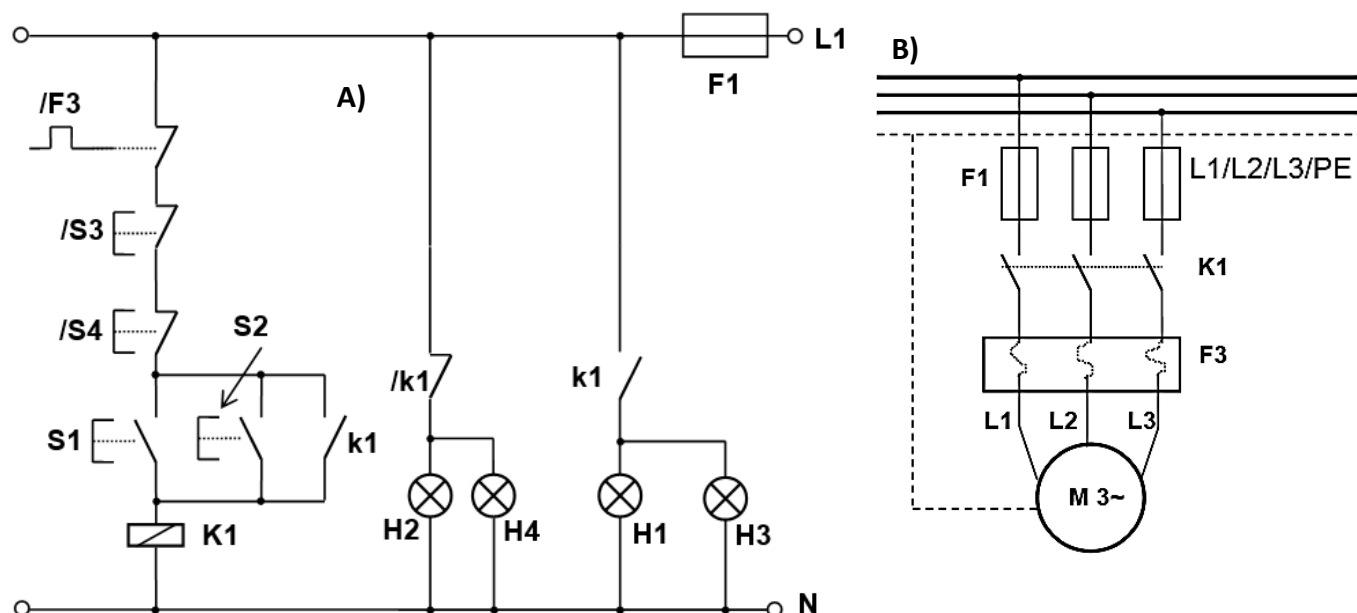 L1
F1
A)
/F3
/S3
/S4
S2
S1
k1
K1
/k1
k1
H2
H4
H1
H3
N
B)
F1
L1/L2/L3/PE
K1
F3
L1
L2
L3
M 3~